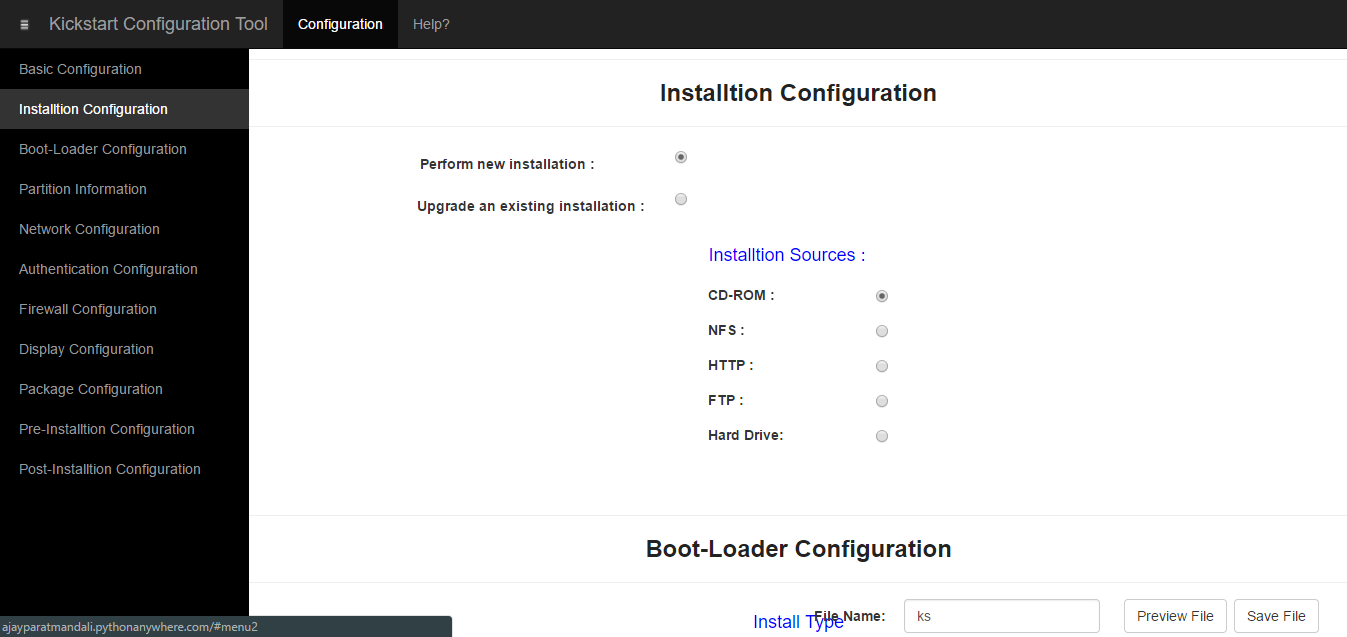 Kickstart Configuration Tool Configuration Help?
Basic Configuration
Installtion Configuration
Boot-Loader Configuration
Partition Information
Network Configuration
Authentication Configuration
Firewall Configuration
Display Configuration
Package Configuration
Pre-Installtion Configuration
Post-Installtion Configuration
Installtion Configuration
Perform new installation :
Upgrade an existing installation :
Installtion Sources :
CD-ROM :
NFS :
HTTP :
FTP :
Hard Drive:
Boot-Loader Configuration
Install Type
File Name: ks Preview File Save File
ajayparatmandali.pythonanywhere.com/#menu2